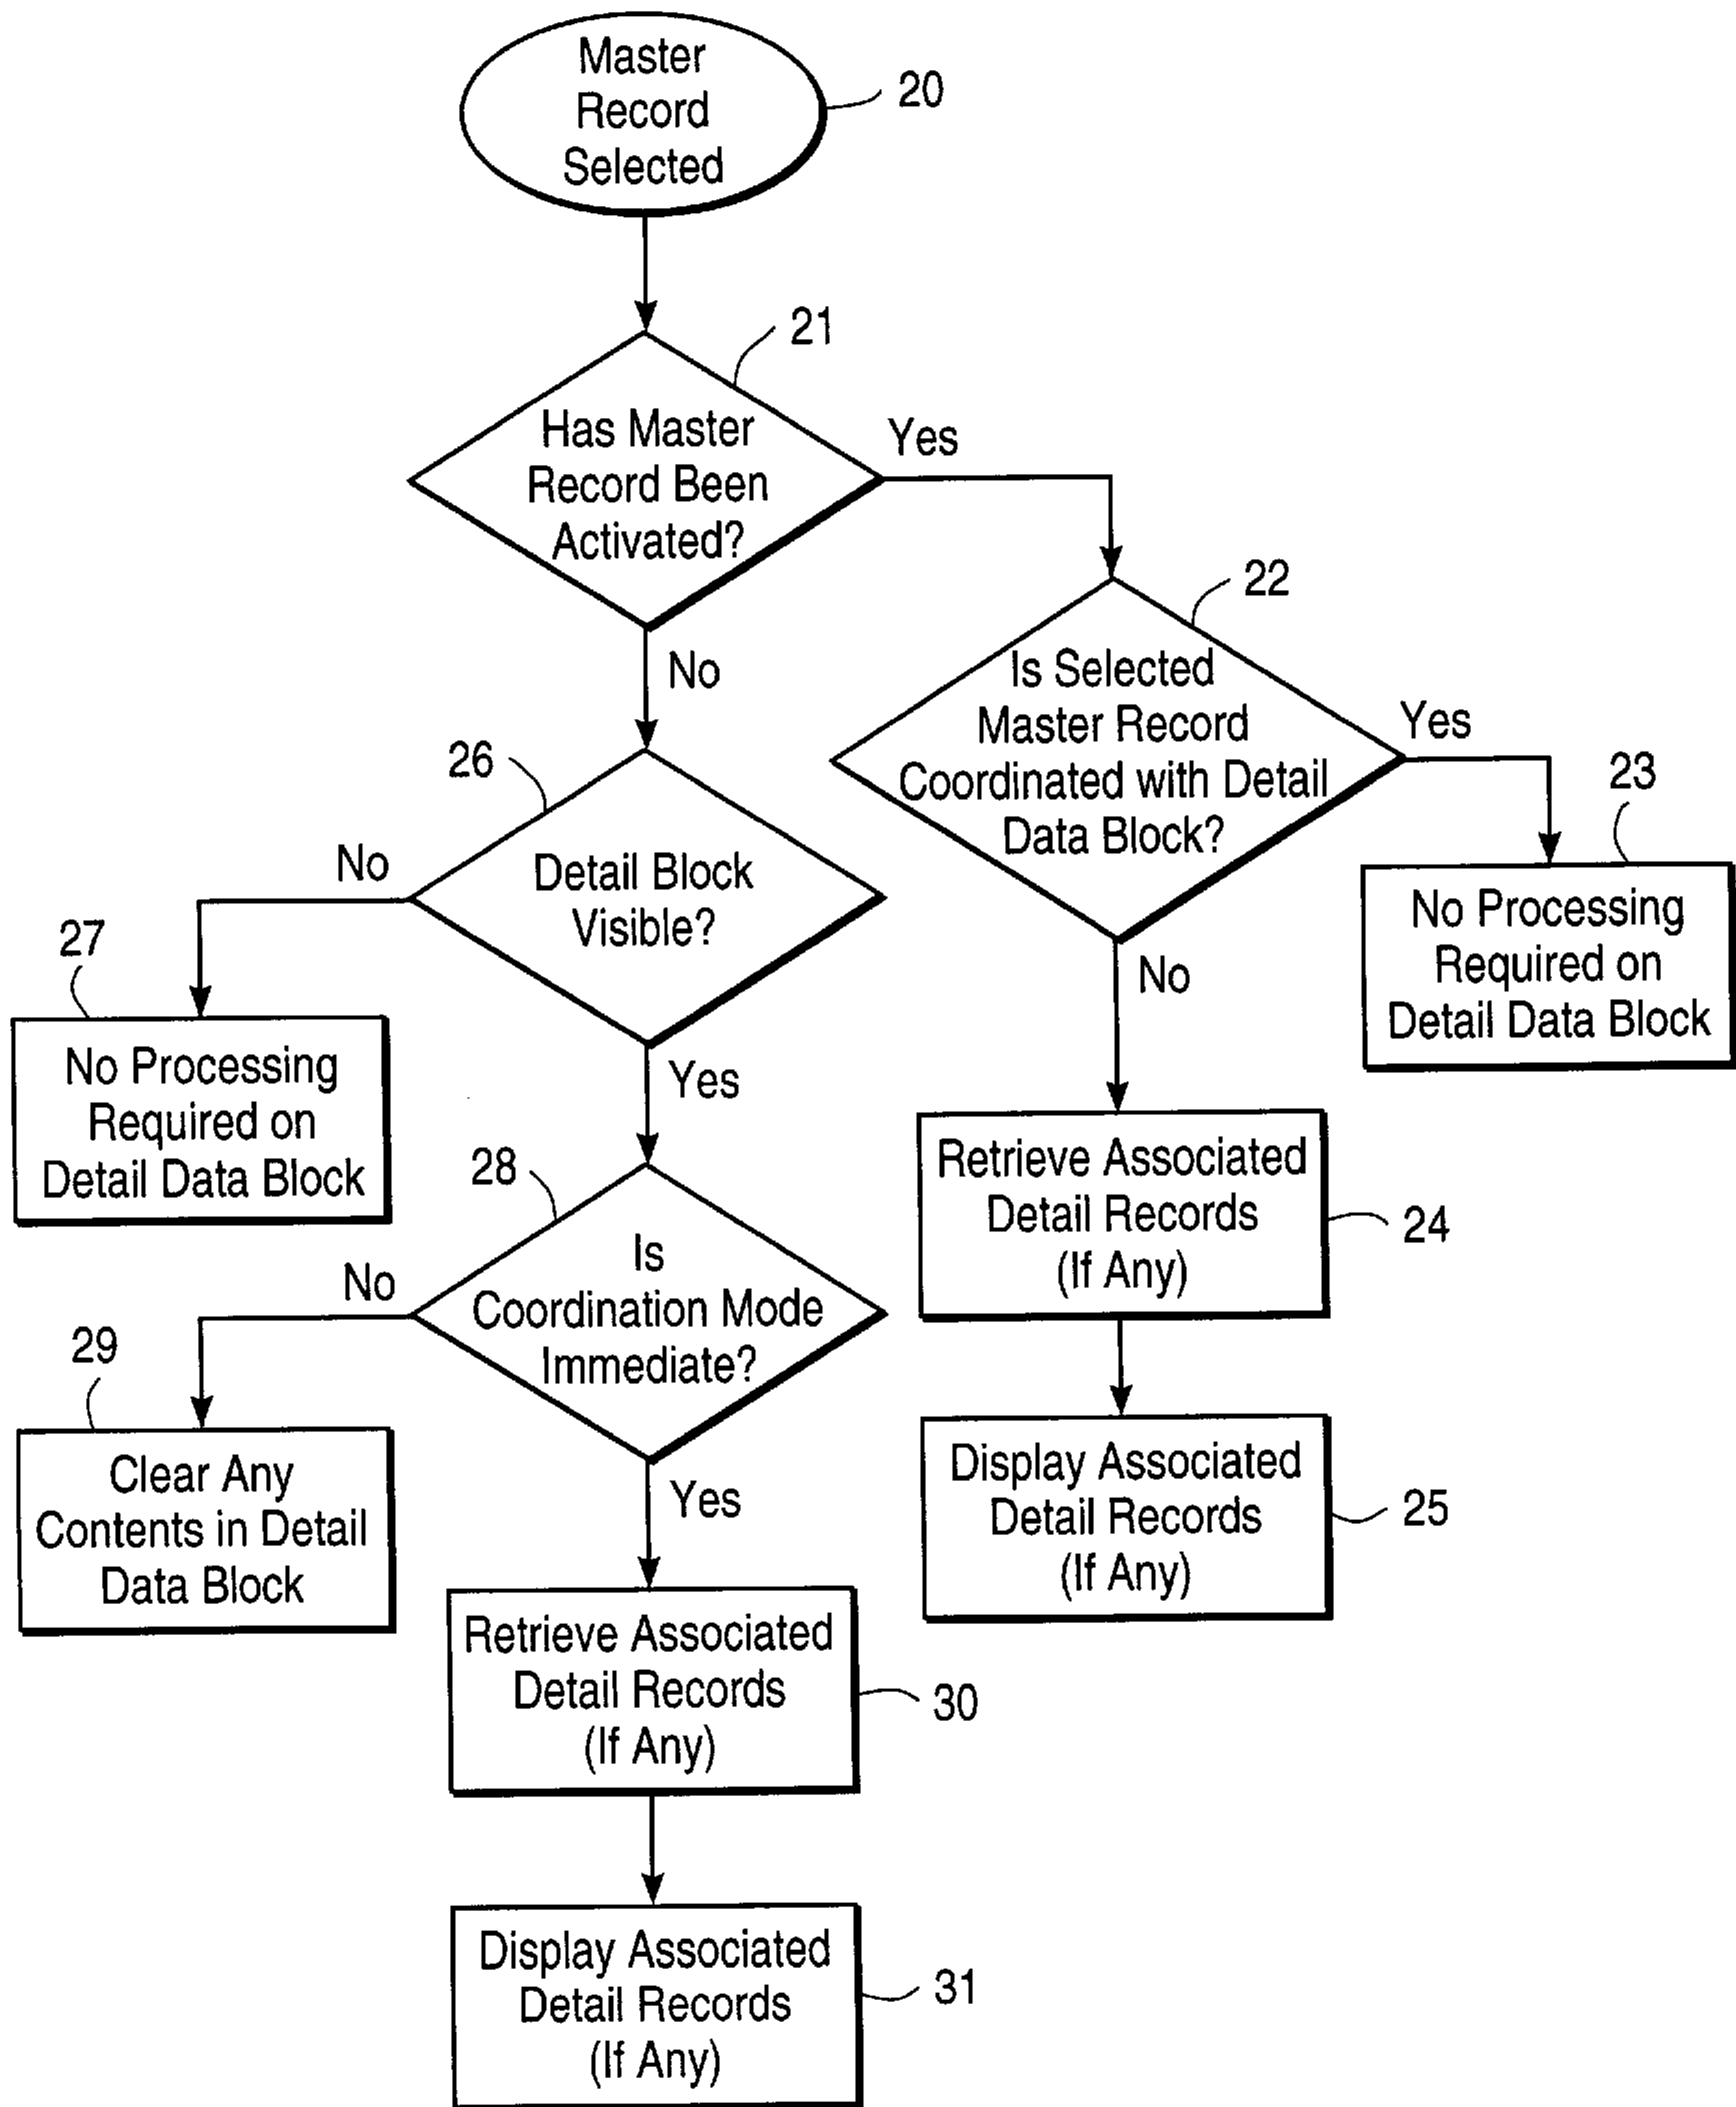 Master
Record
Selected
20
21
Has Master
Record Been
Activated?
Yes
No
22
Is Selected
Master Record
Coordinated with Detail
Data Block?
Yes
No
23
No Processing
Required on
Detail Data Block
26
Detail Block
Visible?
No
Yes
27
No Processing
Required on
Detail Data Block
Retrieve Associated
Detail Records
(If Any)
24
28
Is
Coordination Mode
Immediate?
No
Yes
29
Clear Any
Contents in Detail
Data Block
Display Associated
Detail Records
(If Any)
25
Retrieve Associated
Detail Records
(If Any)
30
Display Associated
Detail Records
(If Any)
31